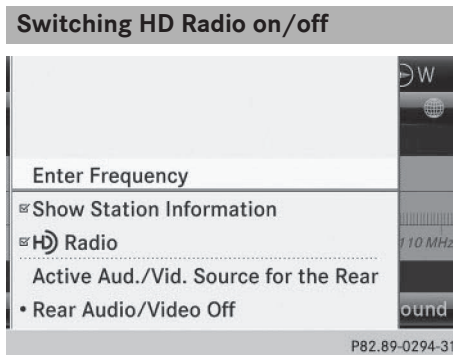 Switching HD Radio on/off
W
Enter Frequency
Show Station Information
HD Radio
110 MHz
Active Aud./Vid. Source for the Rear
• Rear Audio/Video Off
ound
P82.89-0294-31